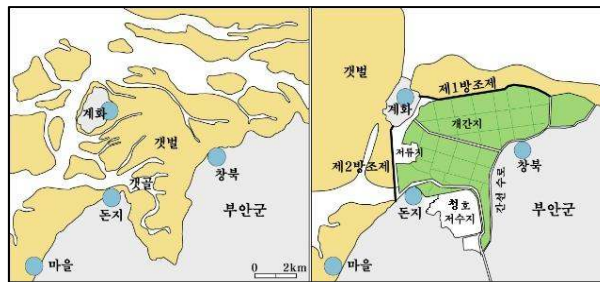 계화
갯벌
창북
갯골
돈지
부안군
마을
0 2km
갯벌
제1방조제
계화
개간지
저류지
제2방조제
창북
간선 수로
돈지
청호
저수지
부안군
마을